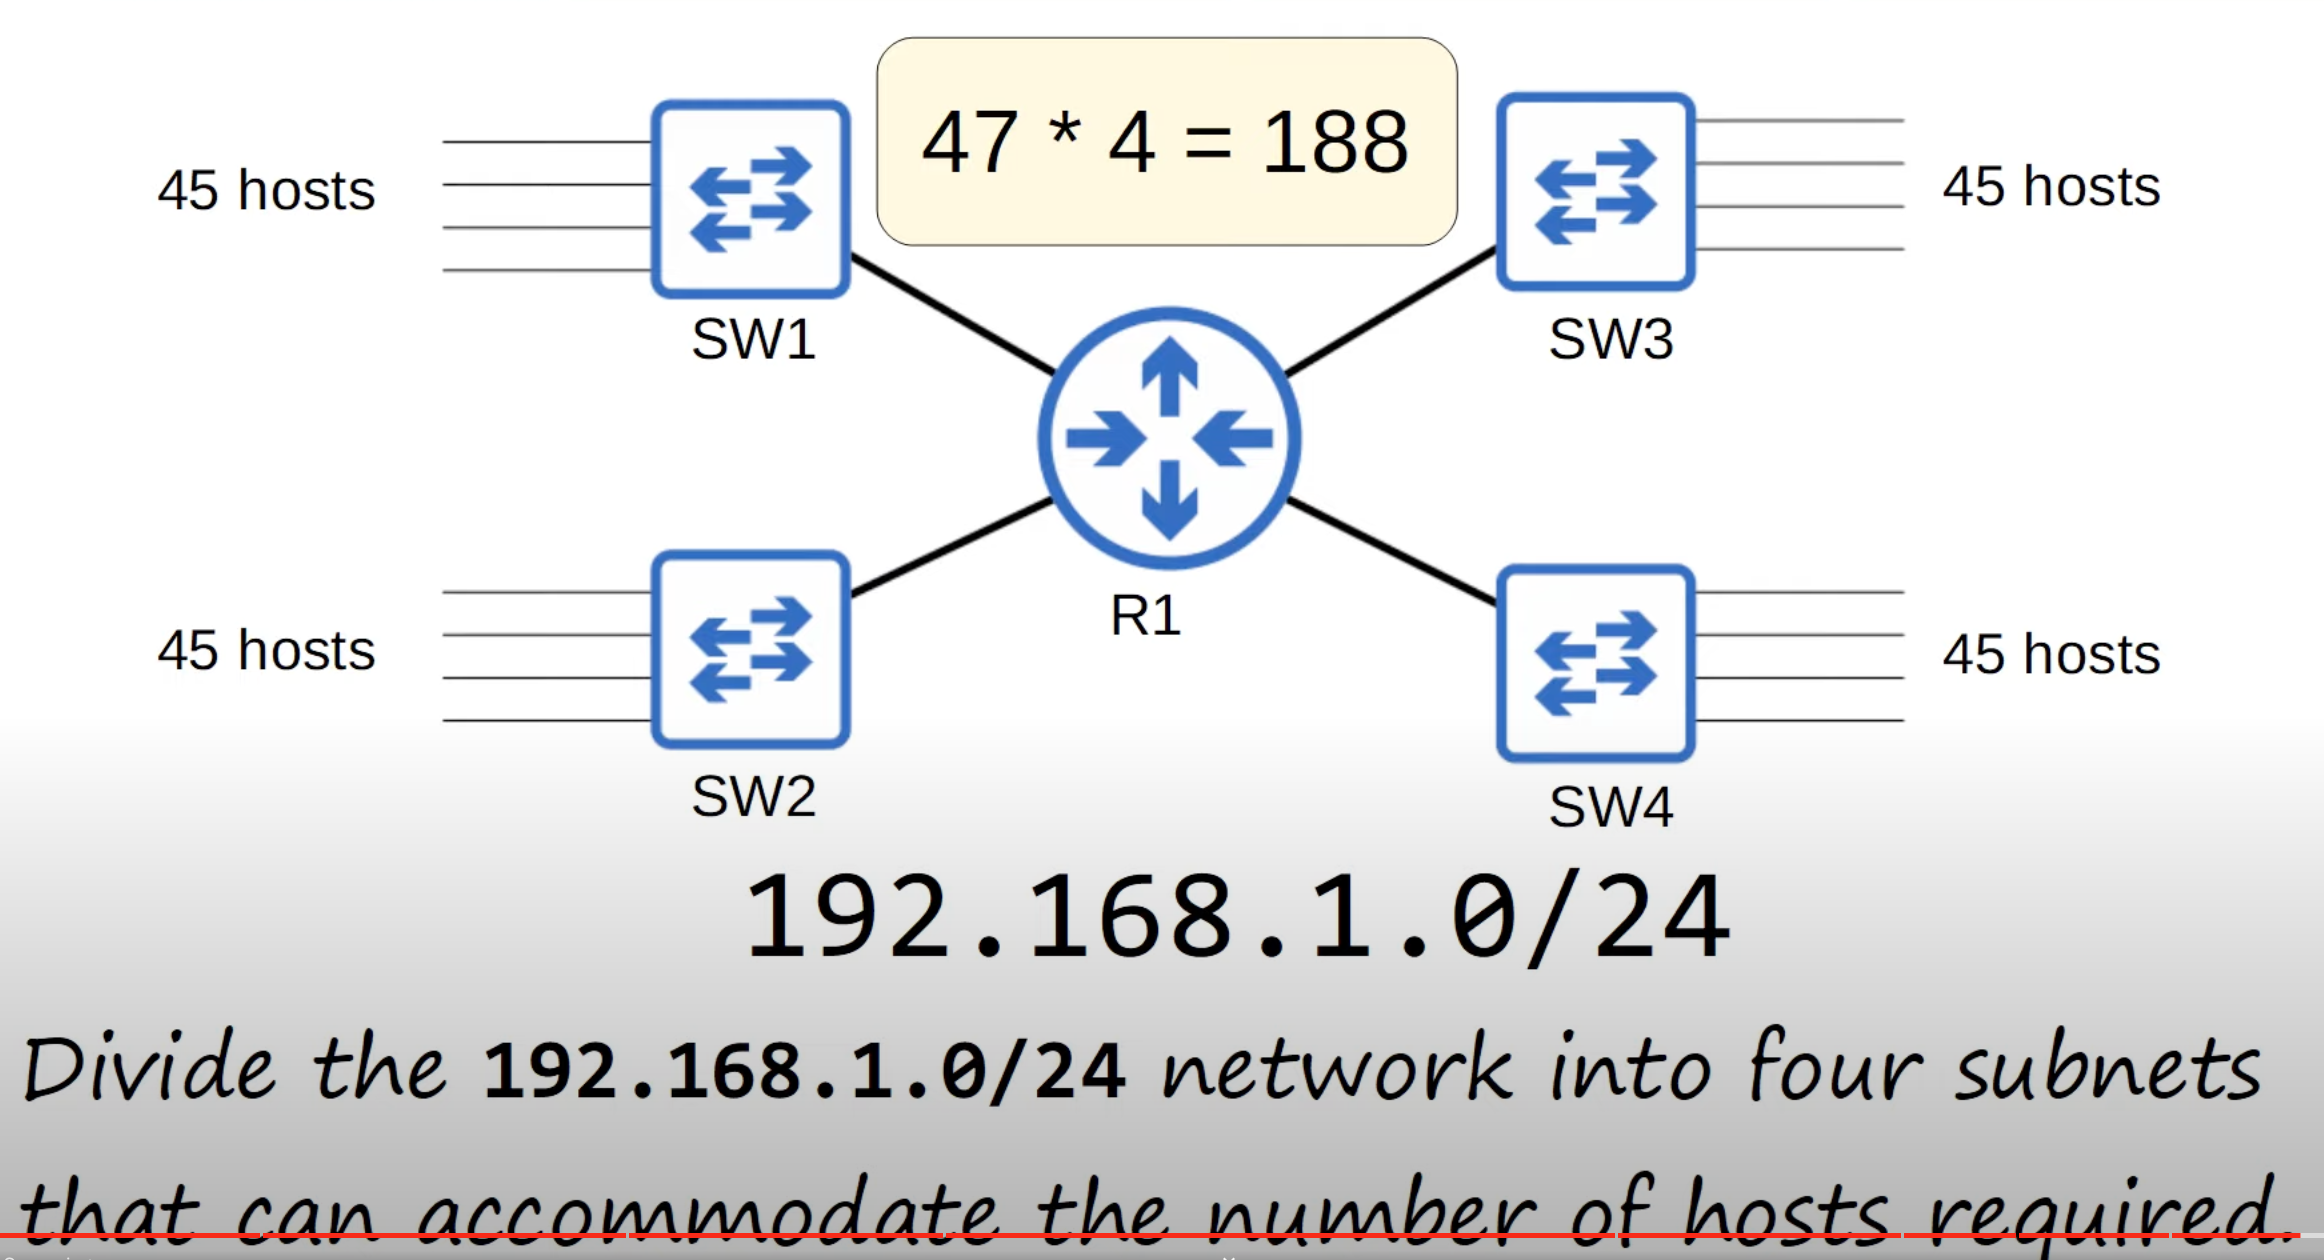 47 * 4 = 188
45 hosts
45 hosts
SW1
SW3
R1
45 hosts
45 hosts
SW2
SW4
192.168.1.0/24
Divide the 192.168.1.0/24 network into four subnets
that can accommodate the number of hosts required.